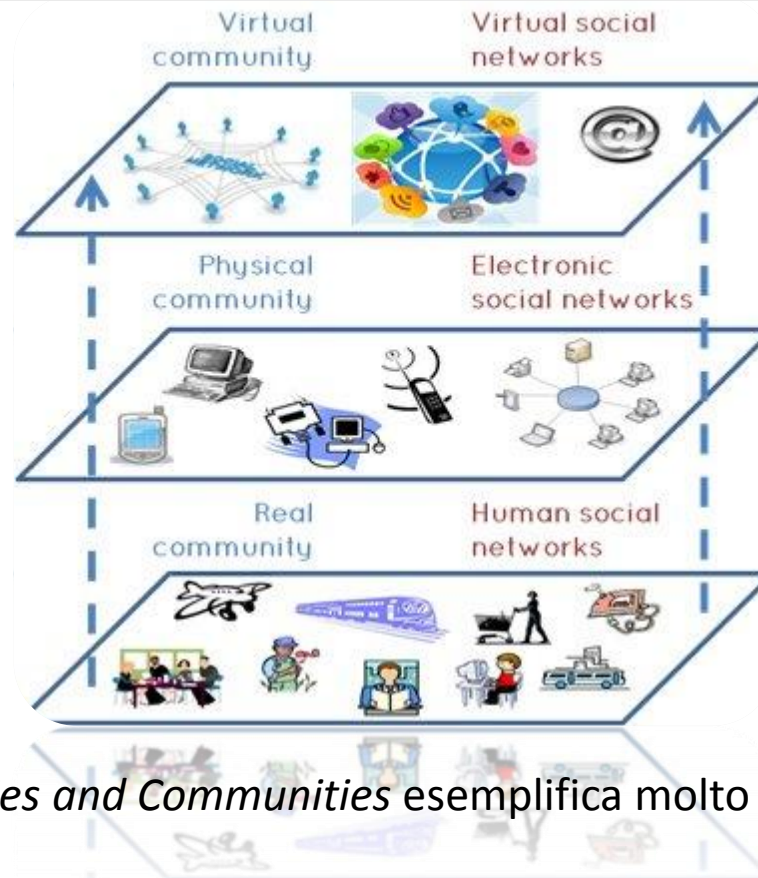 Virtual community
Virtual social networks
Physical community
Electronic social networks
Real community
Human social networks
es and Communities esemplifica molto